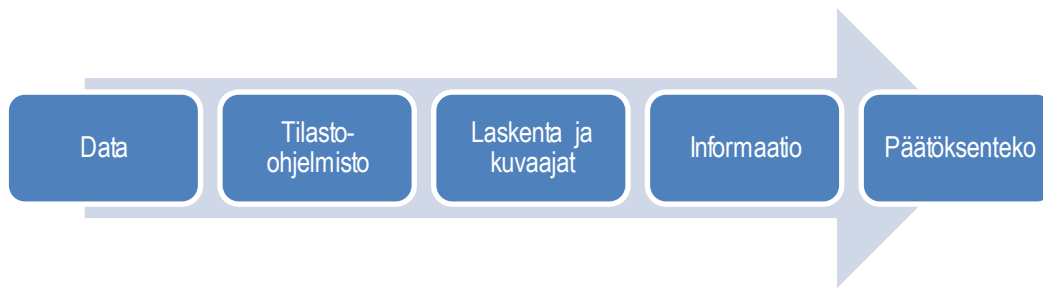 Data
Tilasto-
ohjelmisto
Laskenta ja
kuvaajat
Informaatio
Päätöksenteko